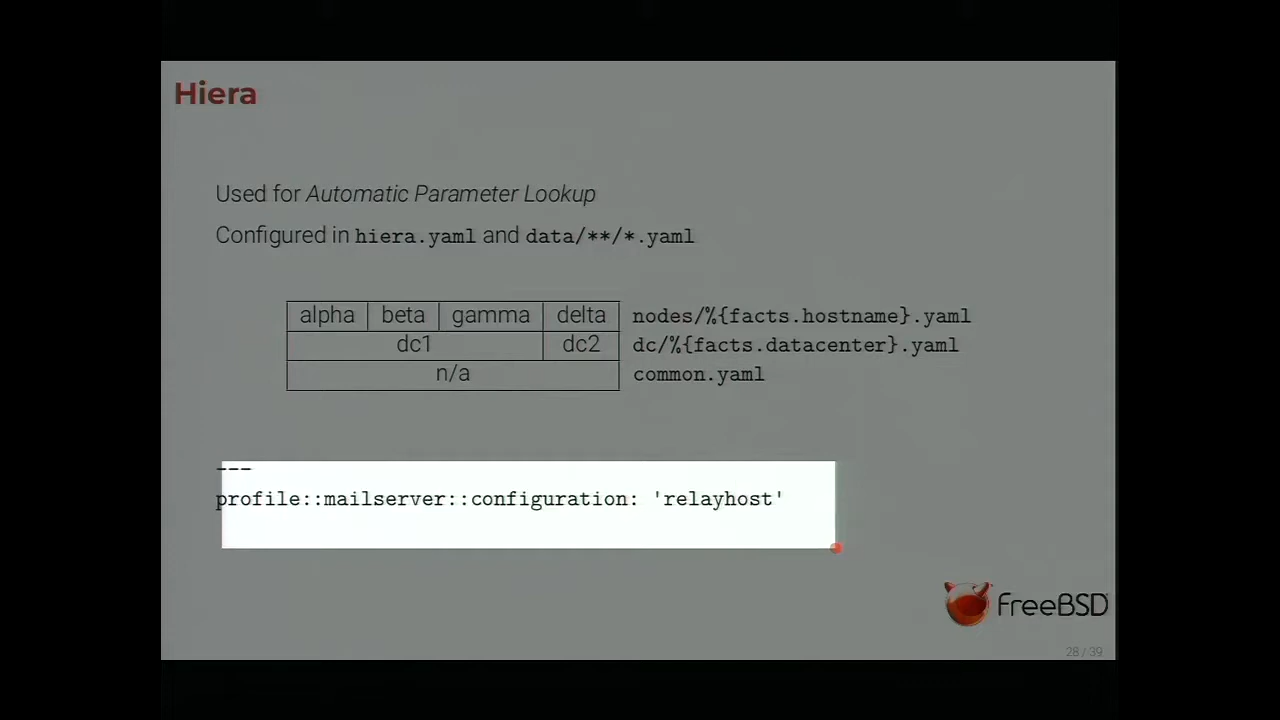 Hiera
Used for Automatic Parameter Lookup
Configured in hiera.yaml and data/**/*.yaml
alpha beta gamma delta nodes/%{facts.hostname}.yaml
dc1 dc2 dc/%{facts.datacenter}.yaml
n/a common.yaml
---
profile::mailserver::configuration: 'relayhost'
FreeBSD
28 / 39